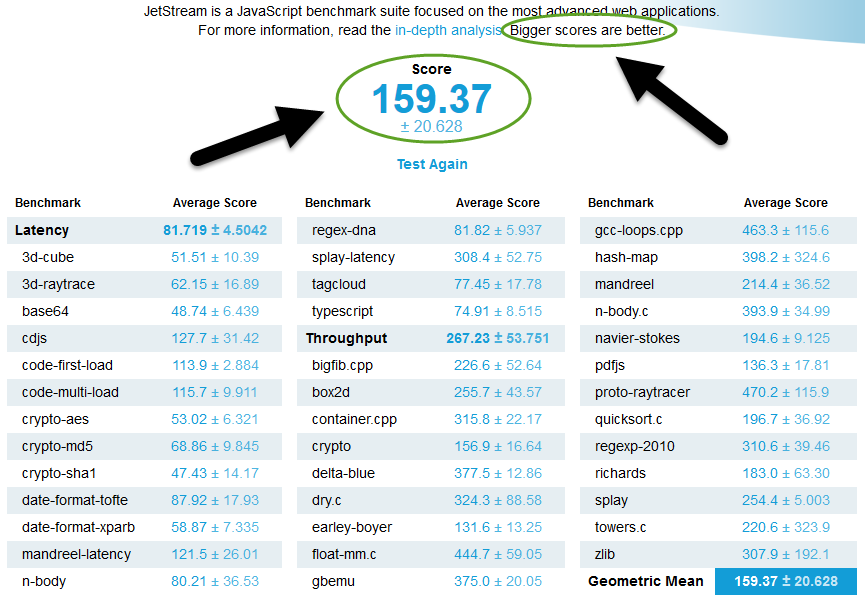 JetStream is a JavaScript benchmark suite focused on the most advanced web applications.
For more information, read the in-depth analysis. Bigger scores are better.
Score
159.37
± 20.628
Test Again
Benchmark Average Score
Latency 81.719 ± 4.5042
3d-cube 51.51 ± 10.39
3d-raytrace 62.15 ± 16.89
base64 48.74 ± 6.439
cdjs 127.7 ± 31.42
code-first-load 113.9 ± 2.884
code-multi-load 115.7 ± 9.911
crypto-aes 53.02 ± 6.321
crypto-md5 68.86 ± 9.845
crypto-sha1 47.43 ± 14.17
date-format-tofte 87.92 ± 17.93
date-format-xparb 58.87 ± 7.335
mandreel-latency 121.5 ± 26.01
n-body 80.21 ± 36.53
Benchmark Average Score
regex-dna 81.82 ± 5.937
splay-latency 308.4 ± 52.75
tagcloud 77.45 ± 17.78
typescript 74.91 ± 8.515
Throughput 267.23 ± 53.751
bigfib.cpp 226.6 ± 52.64
box2d 255.7 ± 43.57
container.cpp 315.8 ± 22.17
crypto 156.9 ± 16.64
delta-blue 377.5 ± 12.86
dry.c 324.3 ± 88.58
earley-boyer 131.6 ± 13.25
float-mm.c 444.7 ± 59.05
gbemu 375.0 ± 20.05
Benchmark Average Score
gcc-loops.cpp 463.3 ± 115.6
hash-map 398.2 ± 324.6
mandreel 214.4 ± 36.52
n-body.c 393.9 ± 34.99
navier-stokes 194.6 ± 9.125
pdfjs 136.3 ± 17.81
proto-raytracer 470.2 ± 115.9
quicksort.c 196.7 ± 36.92
regexp-2010 310.6 ± 39.46
richards 183.0 ± 63.30
splay 254.4 ± 5.003
towers.c 220.6 ± 323.9
zlib 307.9 ± 192.1
Geometric Mean 159.37 ± 20.628